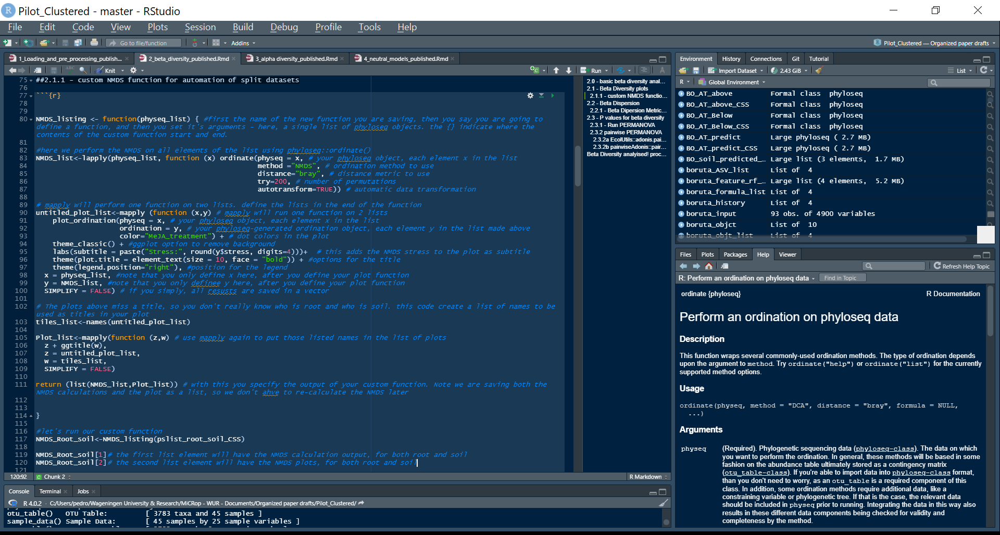 Pilot_Clustered - master - RStudio
File Edit Code View Plots Session Build Debug Profile Tools Help
Go to file/function Addins Pilot_Clustered — Organized paper drafts
1_Loading_and_pre_processing_publish... 2_beta_diversity_published.Rmd 3_alpha diversity_published.Rmd 4_neutral_models_published.Rmd
ABC Knit Run
75 ##2.1.1 - custom NMDS function for automation of split datasets
76
77 ```{r}
78
79
80 NMDS_listing <- function(physeq_list) { #first the name of the new function you are saving, then you say you are going to
define a function, and then you set it's arguments - here, a single list of phyloseq objects. the {} indicate where the
contents of the custom function start and end.
81
82 #here we perform the NMDS on all elements of the list using phyloseq::ordinate()
83 NMDS_list<-lapply(physeq_list, function (x) ordinate(physeq = x, # your phyloseq object, each element x in the list
84 method ="NMDS", # ordination method to use
85 distance="bray", # distance metric to use
86 try=200, # number of permutations
87 autotransform=TRUE)) # automatic data transformation
88
89 # mapply will perform one function on two lists. define the lists in the end of the function
90 untitled_plot_list<-mapply (function (x,y) # mapply will run one function on 2 lists
91 plot_ordination(physeq = x, # your phyloseq object, each element x in the list
92 ordination = y, # your phyloseq-generated ordination object, each element y in the list made above
93 color="MeJA_treatment") + # dot colors in the plot
94 theme_classic() + #ggplot option to remove background
95 labs(subtitle = paste("Stress:", round(y$stress, digits=4)))+ # this adds the NMDS stress to the plot as subtitle
96 theme(plot.title = element_text(size = 10, face = "bold")) + #options for the title
97 theme(legend.position="right"), #position for the legend
98 x = physeq_list, #note that you only define x here, after you define your plot function
99 y = NMDS_list, #note that you only definee y here, after you define your plot function
100 SIMPLIFY = FALSE) # if you simply, all resusts are saved in a vector
101
102 # The plots above miss a title, so you don't really know who is root and who is soil. this code create a list of names to be
used as titles in your plot
103 tiles_list<-names(untitled_plot_list)
104
105 Plot_list<-mapply(function (z,w) # use mapply again to put those listed names in the list of plots
106 z + ggtitle(w),
107 z = untitled_plot_list,
108 w = tiles_list,
109 SIMPLIFY = FALSE)
110
111 return (list(NMDS_list,Plot_list)) # with this you specify the output of your custom function. Note we are saving both the
NMDS calculations and the plot as a list, so we don't ahve to re-calculate the NMDS later
112
113
114 }
115
116 #let's run our custom function
117 NMDS_Root_soil<-NMDS_listing(pslist_root_soil_CSS)
118
119 NMDS_Root_soil[1]# the first list element will have the NMDS calculation output, for both root and soil
120 NMDS_Root_soil[2]# the second list element will have the NMDS plots, for both root and soil
121
120:92 Chunk 2 R Markdown
2.0 - basic beta diversity anal...
2.1 - Beta Diversity plots
2.1.1 - custom NMDS functio...
2.2 - Beta Dispersion
2.2.1 - Beta Dipersion Metric...
2.3 - P values for beta diversity
2.3.1 - Run PERMANOVA
2.3.2 pairwise PERMANOVA
2.3.2a EcolUtils::adonis.pai...
2.3.2b pairwiseAdonis::pair...
Beta Diversity analyised! proc...
Console Terminal Jobs
R 4.0.2 · C:/Users/pedro/Wageningen University & Research/MiCRop - WUR - Documents/Organized paper drafts/Pilot_Clustered/
otu_table() OTU Table: [ 3783 taxa and 45 samples ]
sample_data() Sample Data: [ 45 samples by 25 sample variables ]
Environment History Connections Git Tutorial
Import Dataset 2.43 GiB List
R Global Environment
BO_AT_above Formal class phyloseq
BO_AT_above_CSS Formal class phyloseq
BO_AT_Below Formal class phyloseq
BO_AT_Below_CSS Formal class phyloseq
BO_AT_predict Large phyloseq ( 2.7 MB)
BO_AT_predict_CSS Large phyloseq ( 2.7 MB)
BO_soil_predicted_… Large list (3 elements, 1.7 MB)
boruta_ASV_list List of 4
boruta_feature_rf_… Large list (4 elements, 5.2 MB)
boruta_formula_list List of 4
boruta_history List of 4
boruta_input 93 obs. of 4900 variables
boruta_objct List of 10
boruta_objt_list List of 4
Files Plots Packages Help Viewer
Refresh Help Topic
R: Perform an ordination on phyloseq data Find in Topic
ordinate {phyloseq} R Documentation
Perform an ordination on phyloseq data
Description
This function wraps several commonly-used ordination methods. The type of ordination depends
upon the argument to method. Try ordinate("help") or ordinate("list") for the currently
supported method options.
Usage
ordinate(physeq, method = "DCA", distance = "bray", formula = NULL,
...)
Arguments
physeq (Required). Phylogenetic sequencing data (phyloseq-class). The data on which
you want to perform the ordination. In general, these methods will be based in some
fashion on the abundance table ultimately stored as a contingency matrix
(otu_table-class). If you're able to import data into phyloseq-class format,
than you don't need to worry, as an otu_table is a required component of this
class. In addition, some ordination methods require additional data, like a
constraining variable or phylogenetic tree. If that is the case, the relevant data
should be included in physeq prior to running. Integrating the data in this way also
results in these different data components being checked for validity and
completeness by the method.